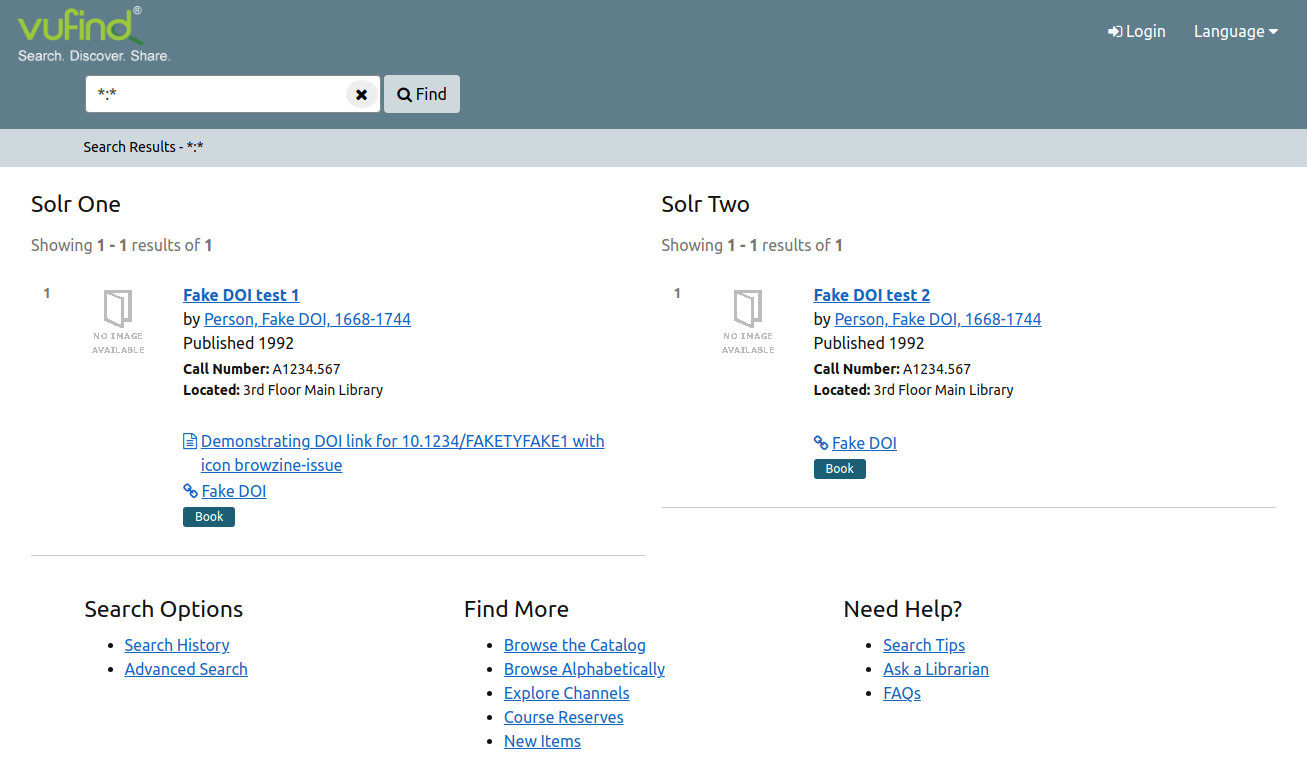 vufind®
Search. Discover. Share.
Login
Language
*:*
Find
Search Results - *:*
Solr One
Showing 1 - 1 results of 1
1
NO IMAGE
AVAILABLE
Fake DOI test 1
by Person, Fake DOI, 1668-1744
Published 1992
Call Number: A1234.567
Located: 3rd Floor Main Library
Demonstrating DOI link for 10.1234/FAKETYFAKE1 with
icon browzine-issue
Fake DOI
Book
Solr Two
Showing 1 - 1 results of 1
1
NO IMAGE
AVAILABLE
Fake DOI test 2
by Person, Fake DOI, 1668-1744
Published 1992
Call Number: A1234.567
Located: 3rd Floor Main Library
Fake DOI
Book
Search Options
Search History
Advanced Search
Find More
Browse the Catalog
Browse Alphabetically
Explore Channels
Course Reserves
New Items
Need Help?
Search Tips
Ask a Librarian
FAQs